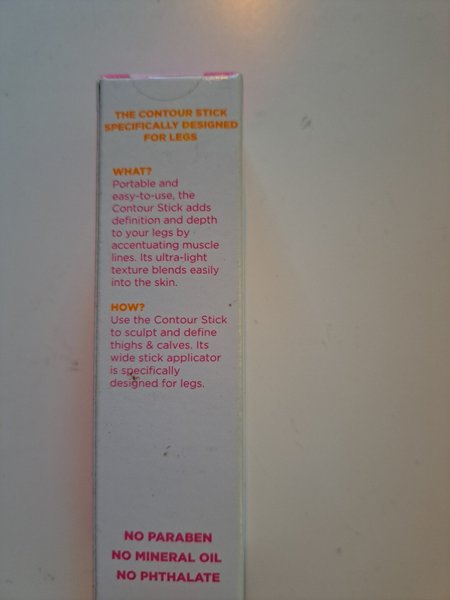 THE CONTOUR STICK
SPECIFICALLY DESIGNED
FOR LEGS
WHAT?
Portable and
easy-to-use, the
Contour Stick adds
definition and depth
to your legs by
accentuating muscle
lines. Its ultra-light
texture blends easily
into the skin.
HOW?
Use the Contour Stick
to sculpt and define
thighs & calves. Its
wide stick applicator
is specifically
designed for legs.
NO PARABEN
NO MINERAL OIL
NO PHTHALATE